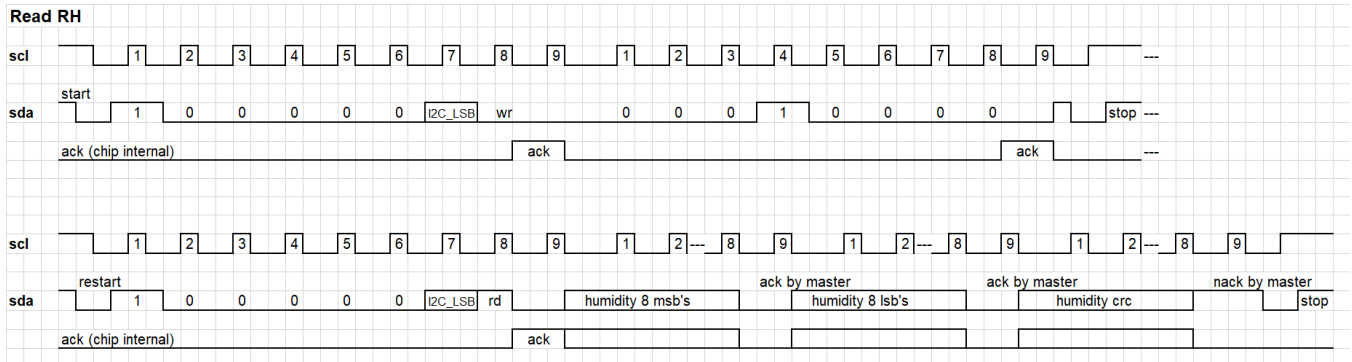 Read RH
scl 1 2 3 4 5 6 7 8 9 1 2 3 4 5 6 7 8 9 ---
start
sda 1 0 0 0 0 0 I2C_LSB wr 0 0 0 1 0 0 0 0 stop ---
ack (chip internal) ack ack ---
scl 1 2 3 4 5 6 7 8 9 1 2 --- 8 9 1 2 --- 8 9 1 2 --- 8 9
restart ack by master ack by master nack by master
sda 1 0 0 0 0 0 I2C_LSB rd humidity 8 msb's humidity 8 lsb's humidity crc stop
ack (chip internal) ack